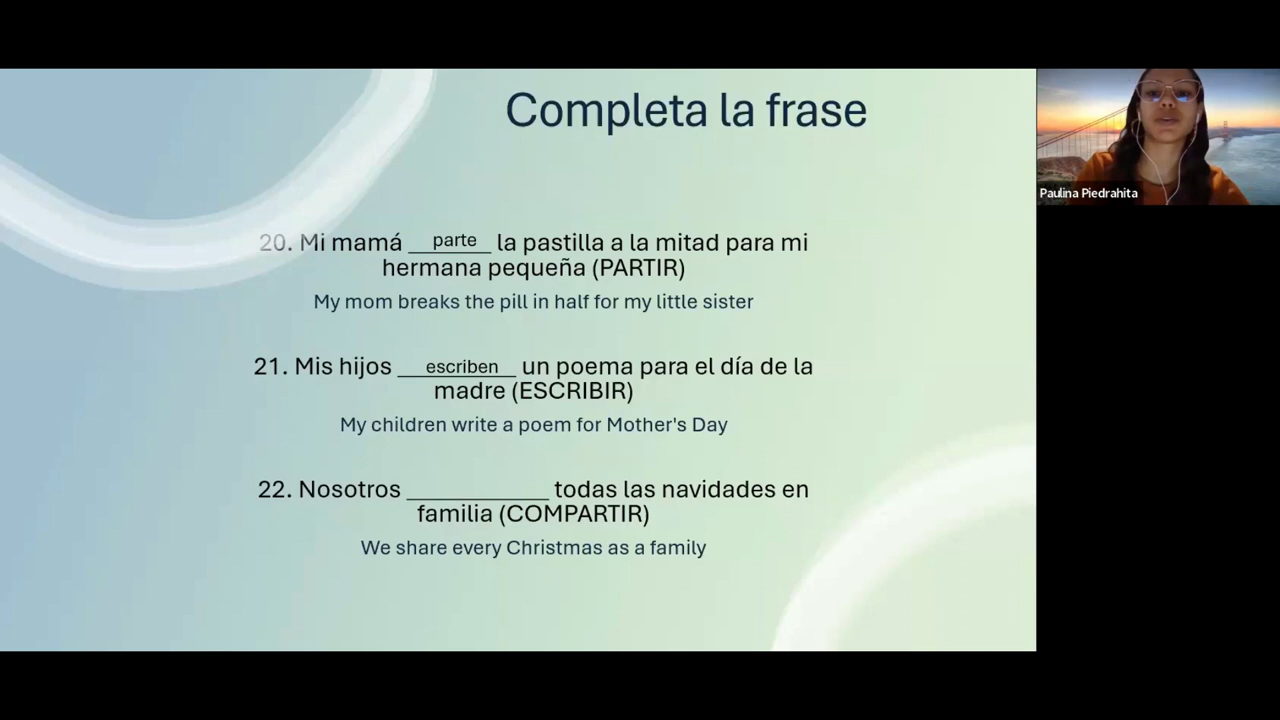 Completa la frase
20. Mi mamá parte la pastilla a la mitad para mi
hermana pequeña (PARTIR)
My mom breaks the pill in half for my little sister
21. Mis hijos escriben un poema para el día de la
madre (ESCRIBIR)
My children write a poem for Mother's Day
22. Nosotros ____________ todas las navidades en
familia (COMPARTIR)
We share every Christmas as a family
Paulina Piedrahita